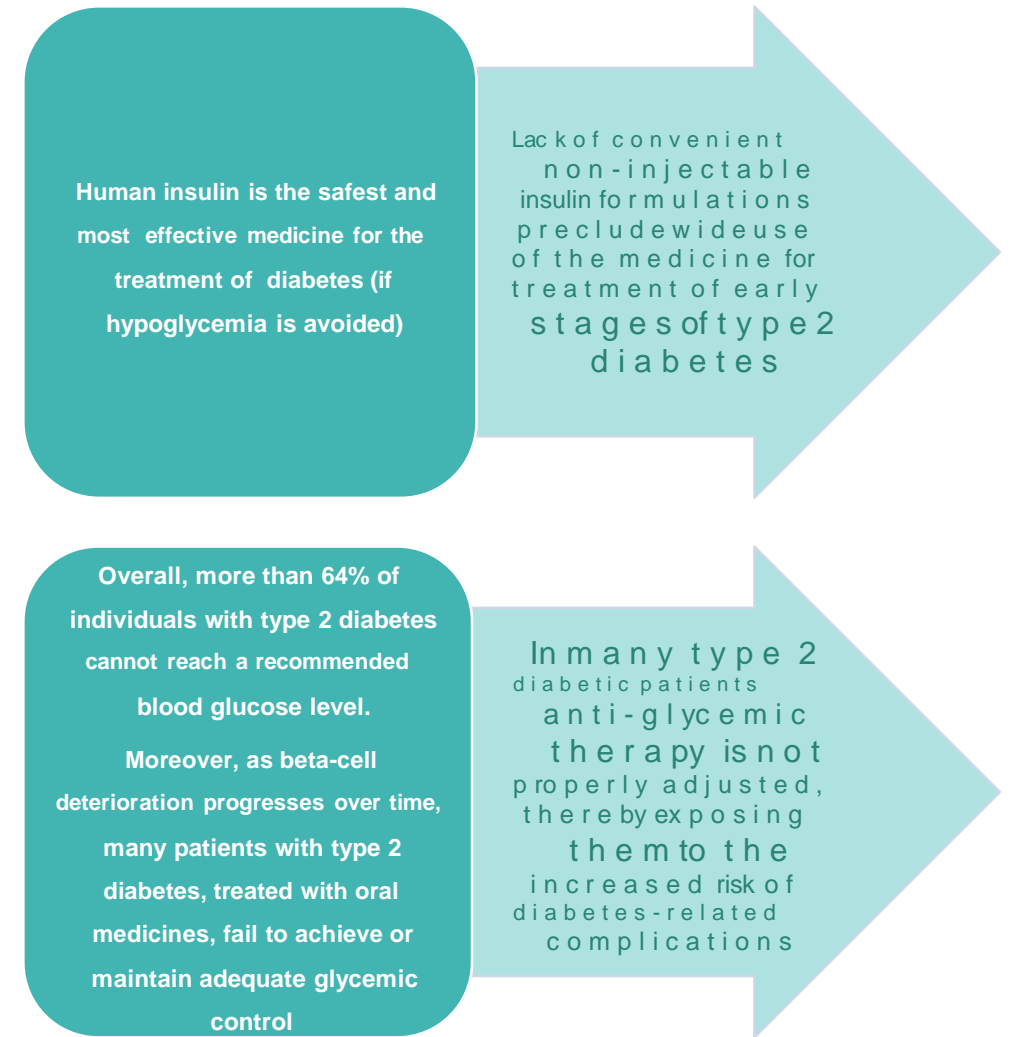 Human insulin is the safest and
most effective medicine for the
treatment of diabetes (if
hypoglycemia is avoided)
Lack of convenient
non-injectable
insulin formulations
preclude wide use
of the medicine for
treatment of early
stages of type 2
diabetes
Overall, more than 64% of
individuals with type 2 diabetes
cannot reach a recommended
blood glucose level.
Moreover, as beta-cell
deterioration progresses over time,
many patients with type 2
diabetes, treated with oral
medicines, fail to achieve or
maintain adequate glycemic
control
In many type 2
diabetic patients
anti-glycemic
therapy is not
properly adjusted,
thereby exposing
them to the
increased risk of
diabetes-related
complications